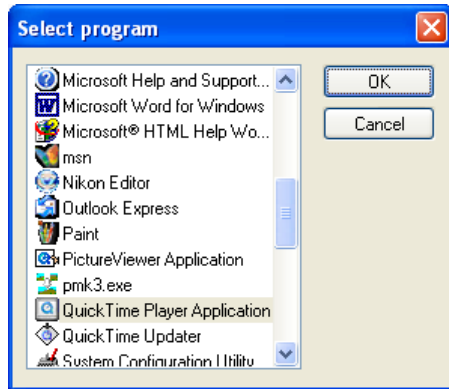 Select program
Microsoft Help and Support...
Microsoft Word for Windows
Microsoft® HTML Help Wo...
msn
Nikon Editor
Outlook Express
Paint
PictureViewer Application
pmk3.exe
QuickTime Player Application
QuickTime Updater
System Configuration Utility
OK
Cancel